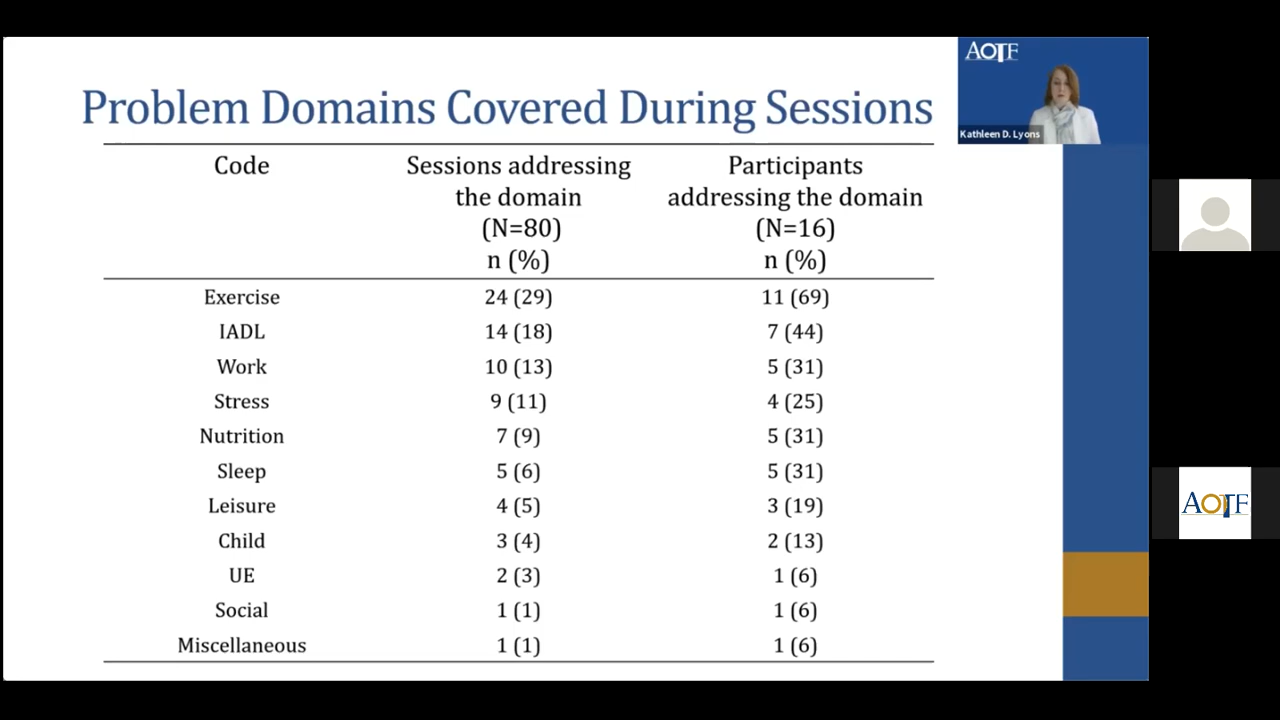 Problem Domains Covered During Sessions
AOTF
Kathleen D. Lyons
Code Sessions addressing the domain (N=80) n (%) Participants addressing the domain (N=16) n (%)
Exercise 24 (29) 11 (69)
IADL 14 (18) 7 (44)
Work 10 (13) 5 (31)
Stress 9 (11) 4 (25)
Nutrition 7 (9) 5 (31)
Sleep 5 (6) 5 (31)
Leisure 4 (5) 3 (19)
Child 3 (4) 2 (13)
UE 2 (3) 1 (6)
Social 1 (1) 1 (6)
Miscellaneous 1 (1) 1 (6)
AOTF